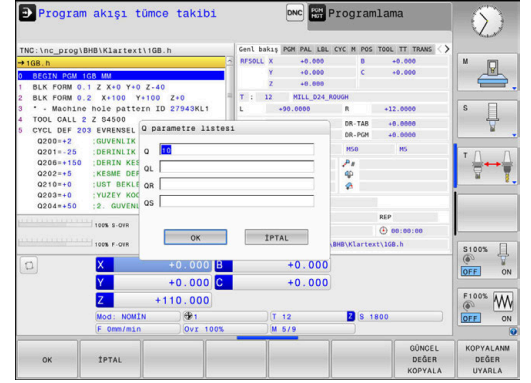 Program akışı tümce takibi
DNC
PGM MGT
Programlama
TNC:\nc_prog\BHB\Klartext\1GB.h
→1GB.h
0 BEGIN PGM 1GB MM
1 BLK FORM 0.1 Z X+0 Y+0 Z-40
2 BLK FORM 0.2 X+100 Y+100 Z+0
3 * - Machine hole pattern ID 27943KL1
4 TOOL CALL 2 Z S4500
5 CYCL DEF 203 EVRENSEL
Q200=+2 ;GUVENLIK
Q201=-25 ;DERINLIK
Q206=+150 ;DERIN KES
Q202=+5 ;KESME DEF
Q210=+0 ;UST BEKLE
Q203=+0 ;YUZEY KOO
Q204=+50 ;2. GUVENL
Genl bakış PGM PAL LBL CYC M POS TOOL TT TRANS
RFSOLL X +0.000 B +0.000
Y +0.000 C +0.000
Z +0.000
T : 12 MILL_D24_ROUGH
L +90.0000 R +12.0000
DR-TAB +0.0000
DR-PGM +0.0000
M50 M5
REP
00:00:00
\BHB\Klartext\1GB.h
Q parametre listesi
Q 10
QL
QR
QS
OK
İPTAL
100% S-OVR
100% F-OVR
X +0.000 B +0.000
Y +0.000 C +0.000
Z +110.000
Mod: NOMİN 1 T 12 Z S 1800
F 0mm/min Ovr 100% M 5/9
M
S
T
S100%
OFF ON
F100%
OFF ON
OK
İPTAL
GÜNCEL DEĞER KOPYALA
KOPYALANM DEĞER UYARLA